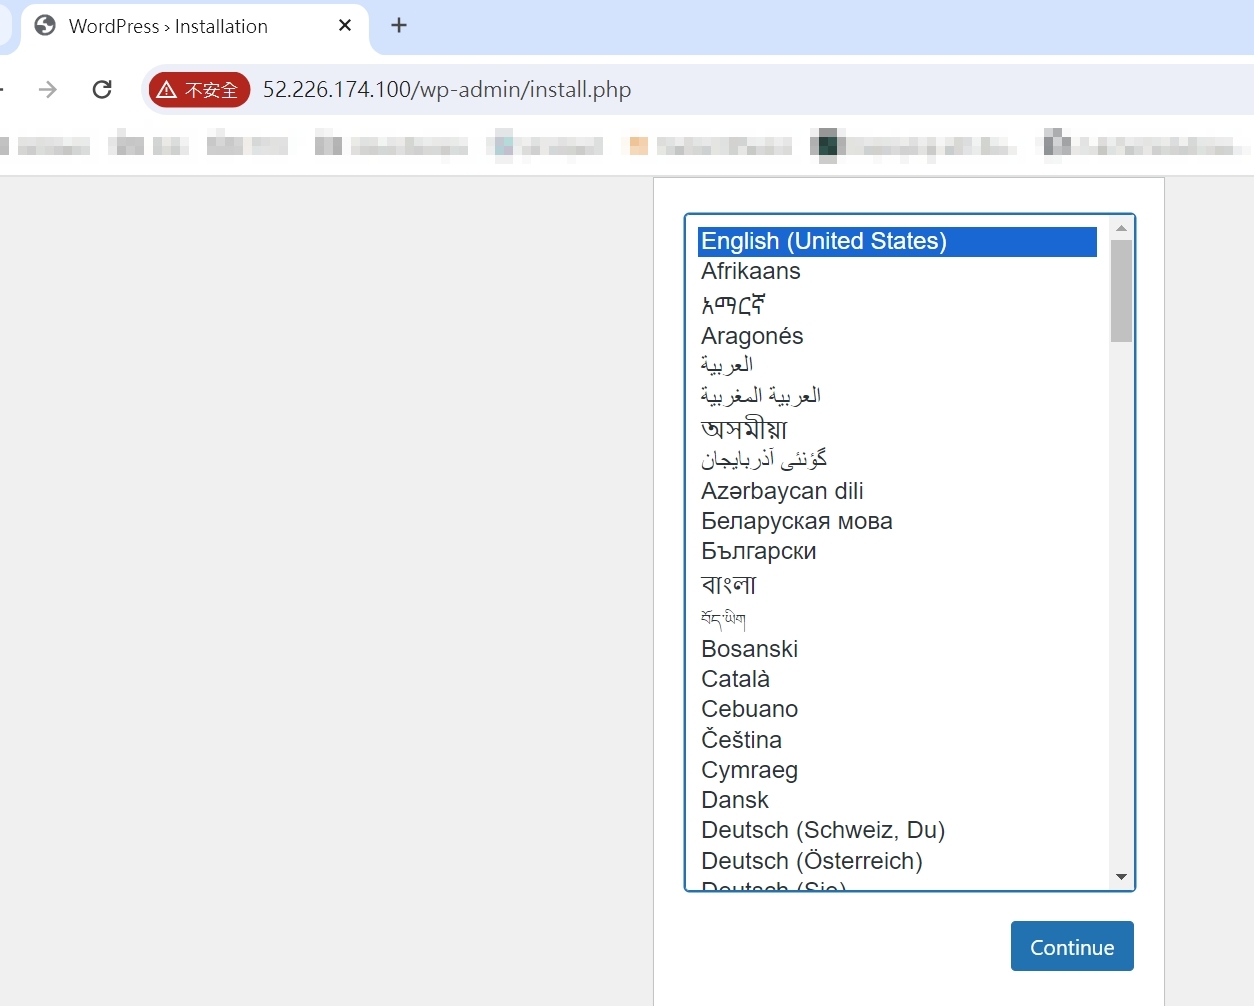 WordPress › Installation
不安全 52.226.174.100/wp-admin/install.php
English (United States)
Afrikaans
አማርኛ
Aragonés
العربية
العربية المغربية
অসমীয়া
گؤنئی آذربایجان
Azərbaycan dili
Беларуская мова
Български
বাংলা
བོད་ཡིག
Bosanski
Català
Cebuano
Čeština
Cymraeg
Dansk
Deutsch (Schweiz, Du)
Deutsch (Österreich)
Deutsch (Sie)
Continue